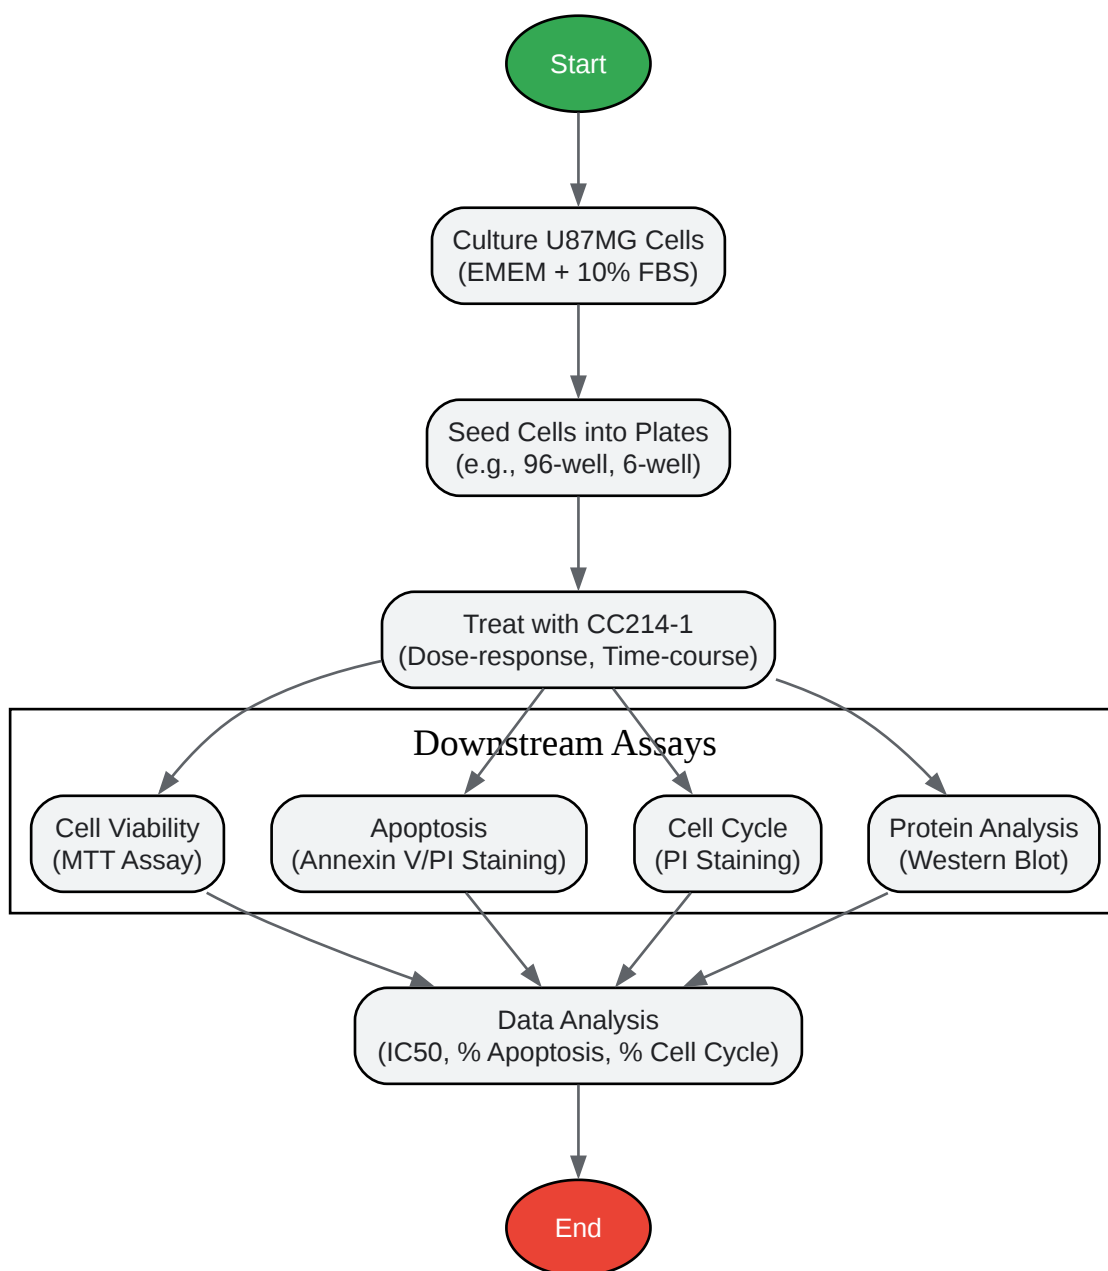 Start
Culture U87MG Cells
(EMEM + 10% FBS)
Seed Cells into Plates
(e.g., 96-well, 6-well)
Treat with CC214-1
(Dose-response, Time-course)
Downstream Assays
Cell Viability
(MTT Assay)
Apoptosis
(Annexin V/PI Staining)
Cell Cycle
(PI Staining)
Protein Analysis
(Western Blot)
Data Analysis
(IC50, % Apoptosis, % Cell Cycle)
End